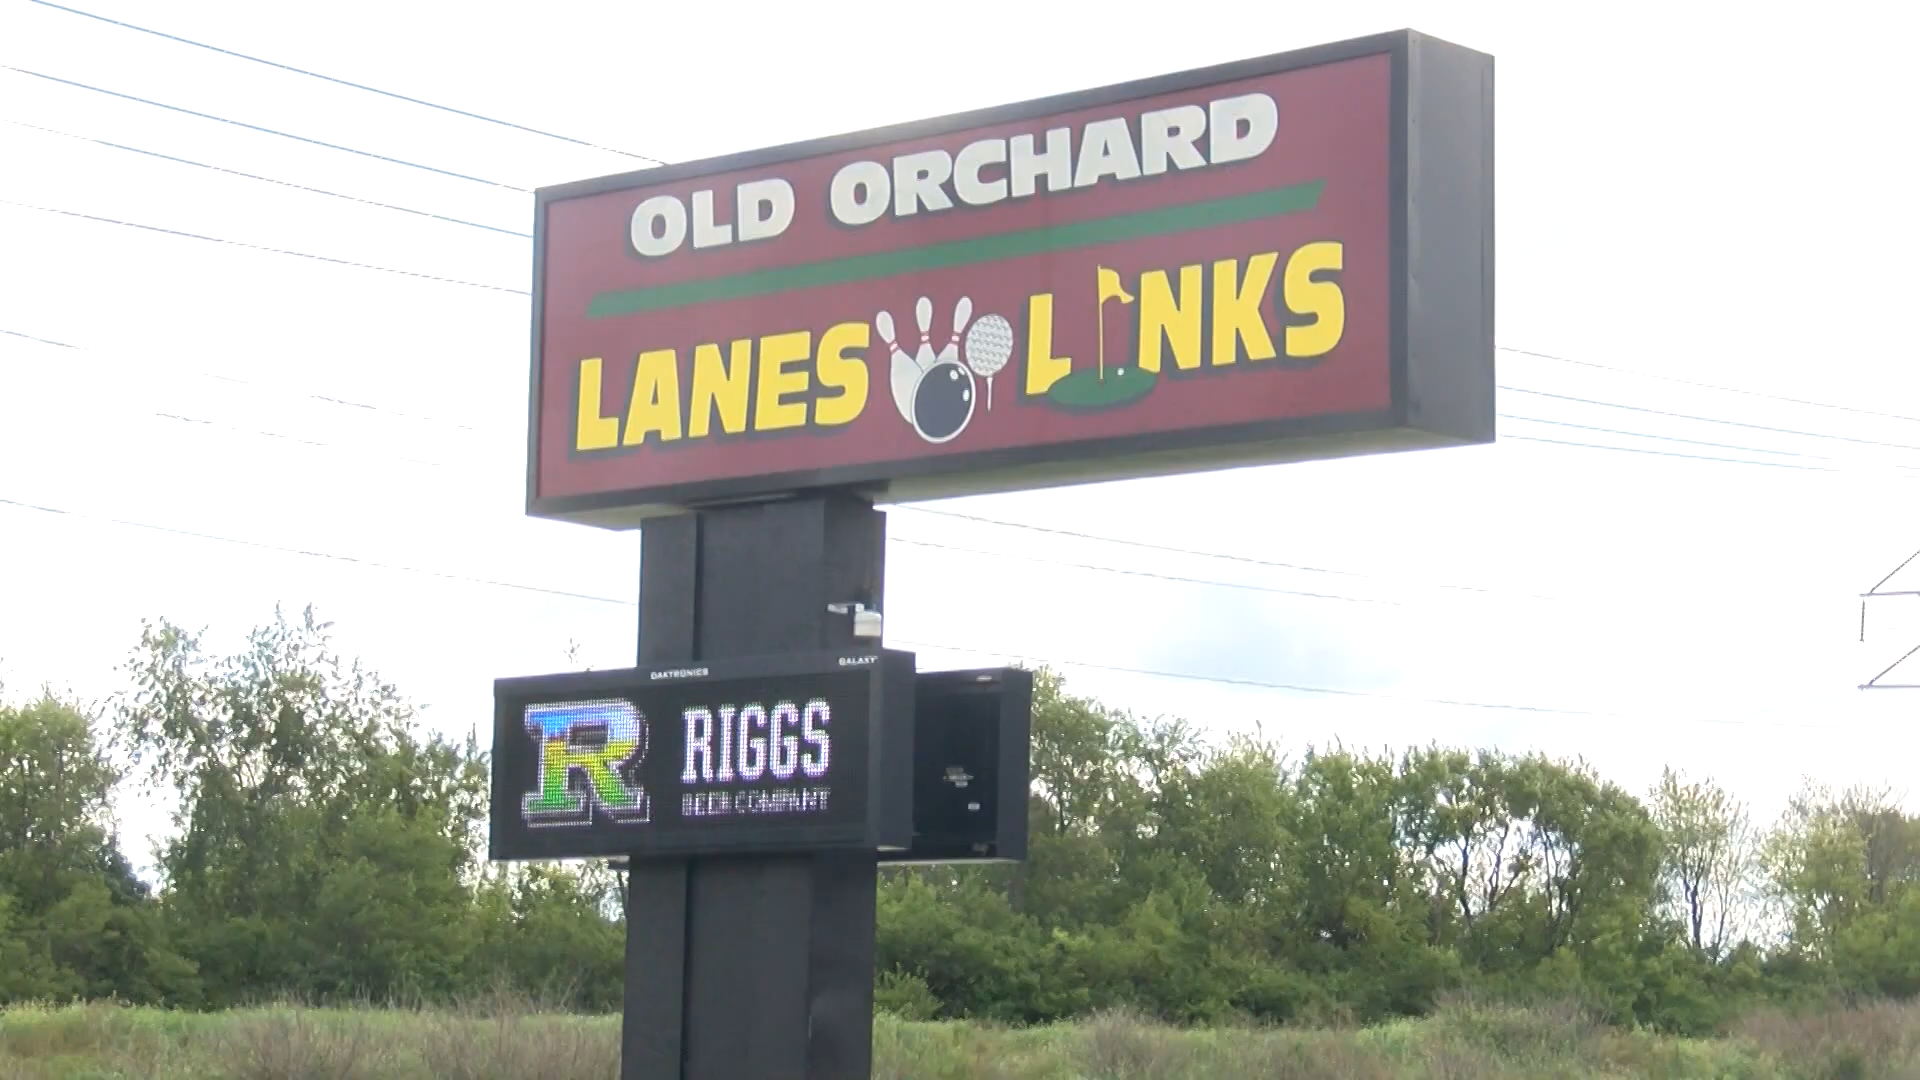 OLD ORCHARD
LANES LINKS
DAKTRONICS GALAXY
R RIGGS
BEER COMPANY